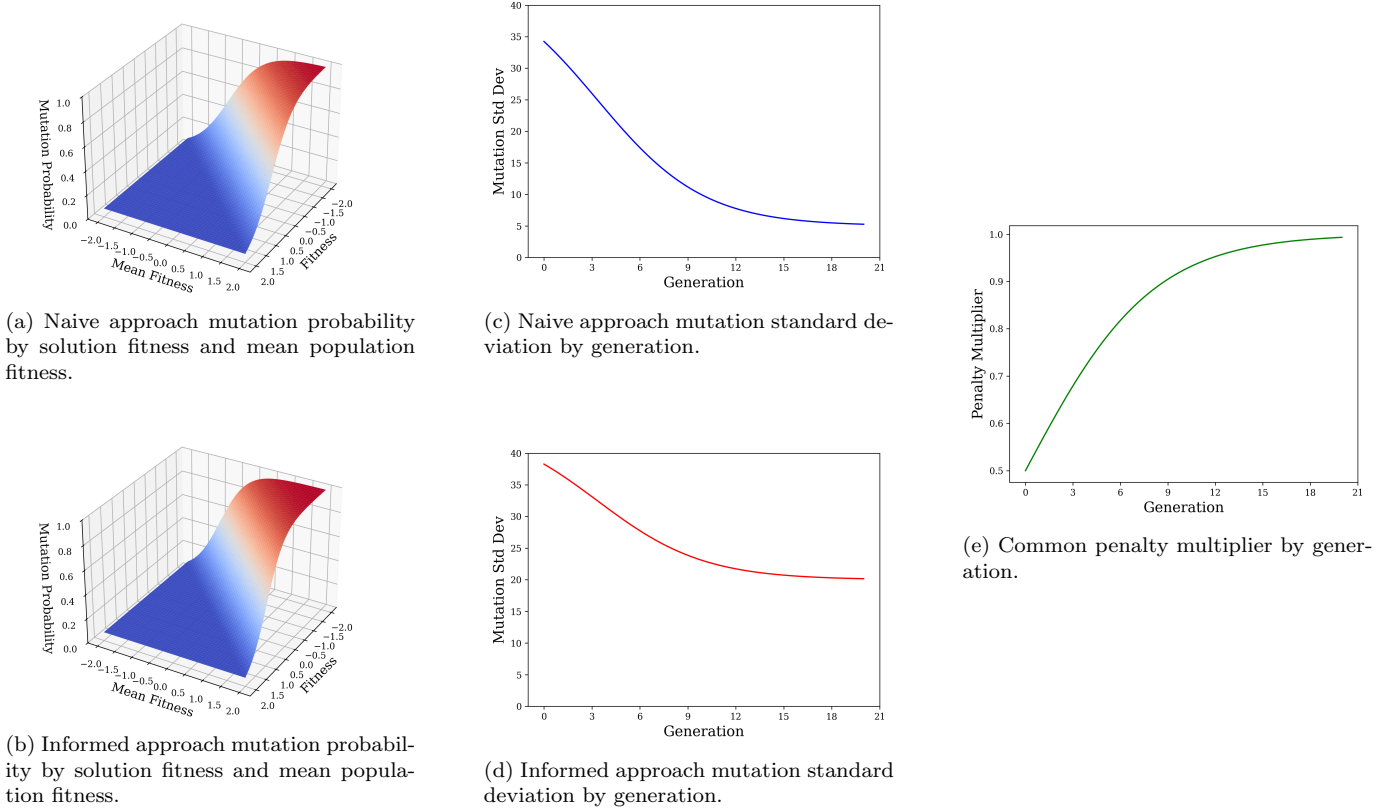 1.0
0.8
0.6
0.4
0.2
0.0
Mutation Probability
−2.0
−1.5
−1.0
−0.5
0.0
0.5
1.0
1.5
2.0
Mean Fitness
−2.0
−1.5
−1.0
−0.5
0.0
0.5
1.0
1.5
2.0
Fitness
(a) Naive approach mutation probability
by solution fitness and mean population
fitness.
1.0
0.8
0.6
0.4
0.2
0.0
Mutation Probability
−2.0
−1.5
−1.0
−0.5
0.0
0.5
1.0
1.5
2.0
Mean Fitness
−2.0
−1.5
−1.0
−0.5
0.0
0.5
1.0
1.5
2.0
Fitness
(b) Informed approach mutation probabil-
ity by solution fitness and mean popula-
tion fitness.
40
35
30
25
20
15
10
5
0
Mutation Std Dev
0 3 6 9 12 15 18 21
Generation
(c) Naive approach mutation standard de-
viation by generation.
40
35
30
25
20
15
10
5
0
Mutation Std Dev
0 3 6 9 12 15 18 21
Generation
(d) Informed approach mutation standard
deviation by generation.
1.0
0.9
0.8
0.7
0.6
0.5
Penalty Multiplier
0 3 6 9 12 15 18 21
Generation
(e) Common penalty multiplier by gener-
ation.